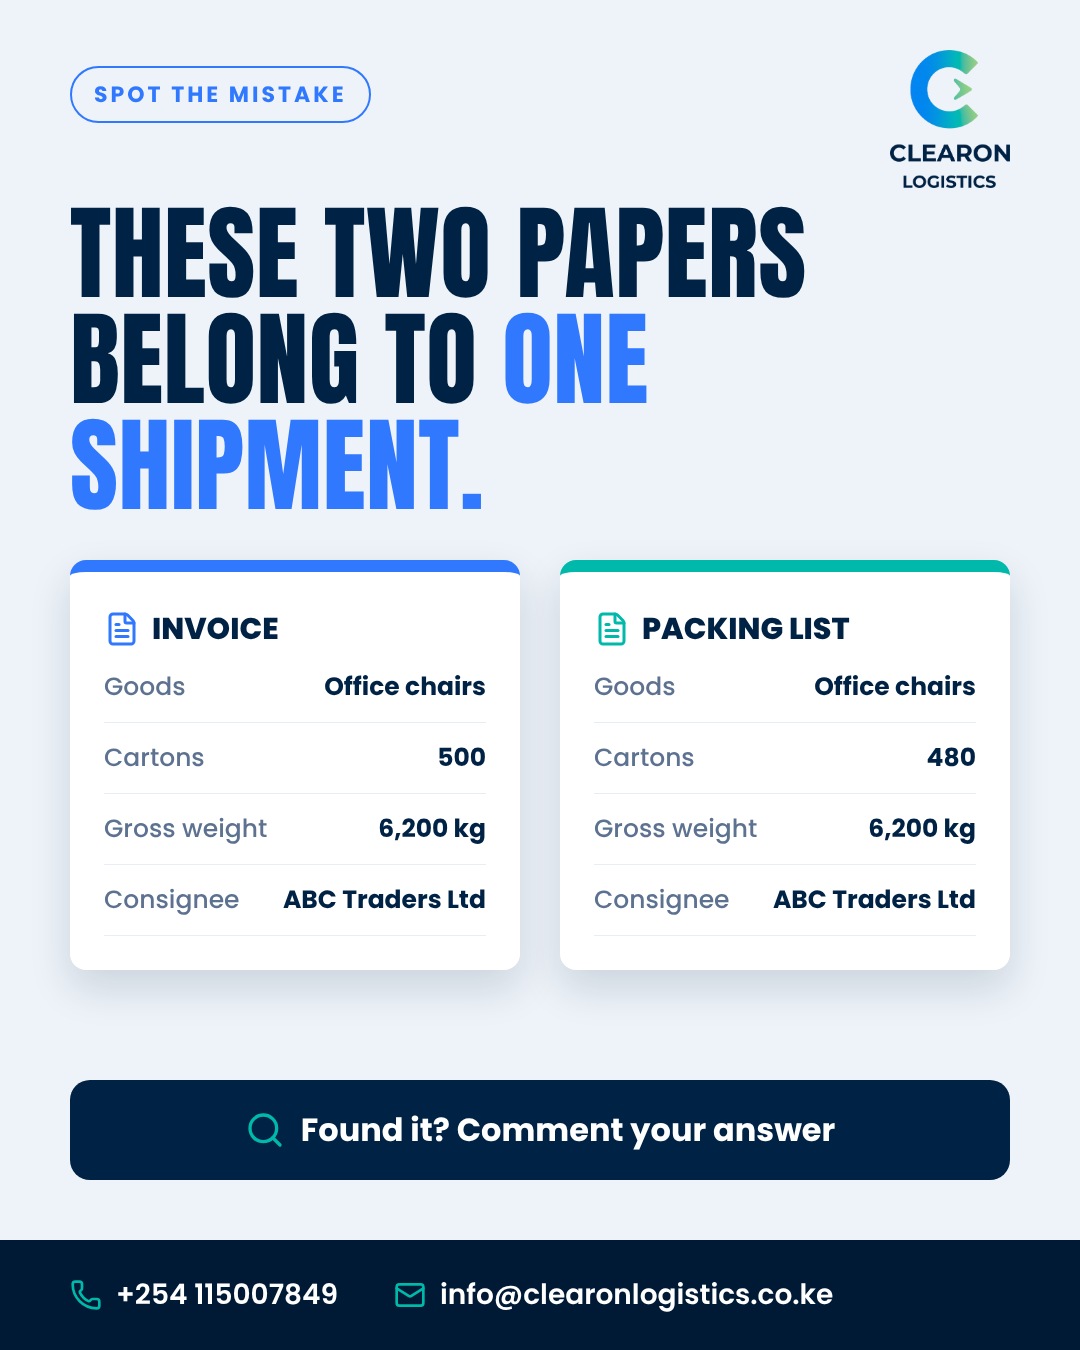 SPOT THE MISTAKE
CLEARON
LOGISTICS
THESE TWO PAPERS
BELONG TO ONE
SHIPMENT.
INVOICE
Goods Office chairs
Cartons 500
Gross weight 6,200 kg
Consignee ABC Traders Ltd
PACKING LIST
Goods Office chairs
Cartons 480
Gross weight 6,200 kg
Consignee ABC Traders Ltd
Found it? Comment your answer
+254 115007849 info@clearonlogistics.co.ke